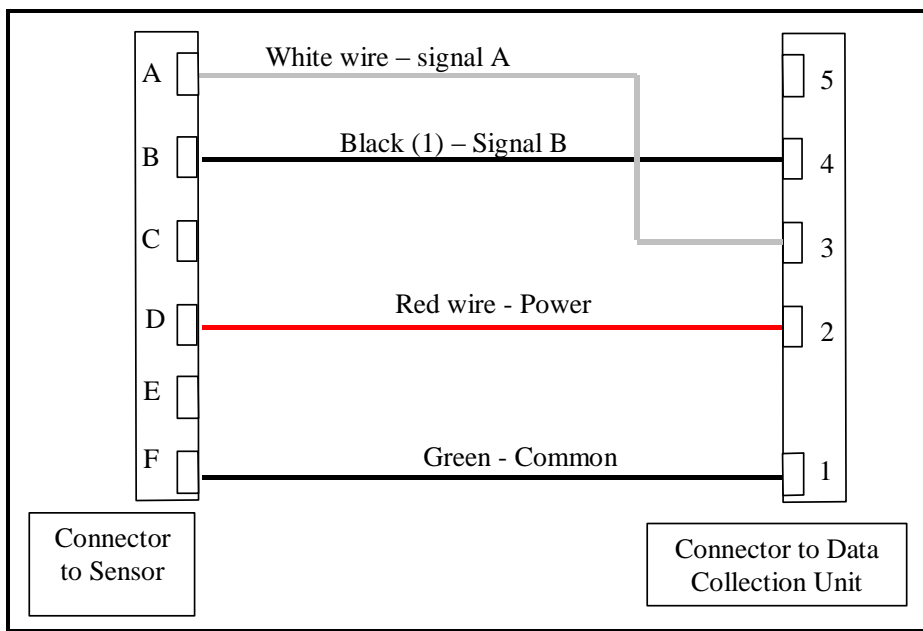 White wire – signal A
A
5
Black (1) – Signal B
B
4
C
3
Red wire - Power
D
2
E
Green - Common
F
1
Connector
to Sensor
Connector to Data
Collection Unit